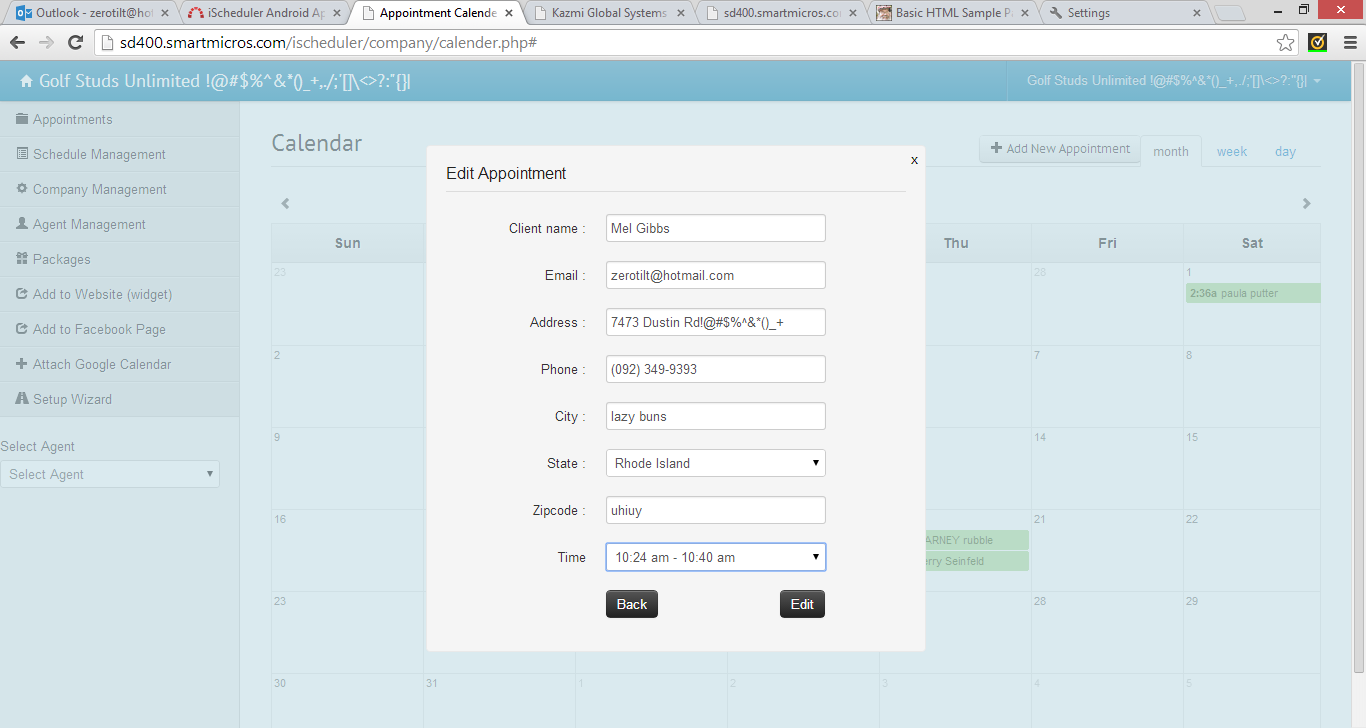 Outlook - zerotilt@hot
iScheduler Android Ap
Appointment Calende
Kazmi Global Systems
sd400.smartmicros.co
Basic HTML Sample P
Settings
sd400.smartmicros.com/ischeduler/company/calender.php#
Golf Studs Unlimited !@#$%^&*()_+,./;'[]\<>?:"{}|
Golf Studs Unlimited !@#$%^&*()_+,./;'[]\<>?:"{}|
Appointments
Schedule Management
Company Management
Agent Management
Packages
Add to Website (widget)
Add to Facebook Page
Attach Google Calendar
Setup Wizard
Select Agent
Select Agent
Calendar
Add New Appointment
month
week
day
Sun
Thu
Fri
Sat
23
28
1
2:36a paula putter
2
7
8
9
14
15
16
21
22
ARNEY rubble
erry Seinfeld
23
28
29
30
31
1
2
3
4
5
x
Edit Appointment
Client name : Mel Gibbs
Email : zerotilt@hotmail.com
Address : 7473 Dustin Rd!@#$%^&*()_+
Phone : (092) 349-9393
City : lazy buns
State : Rhode Island
Zipcode : uhiuy
Time 10:24 am - 10:40 am
Back
Edit